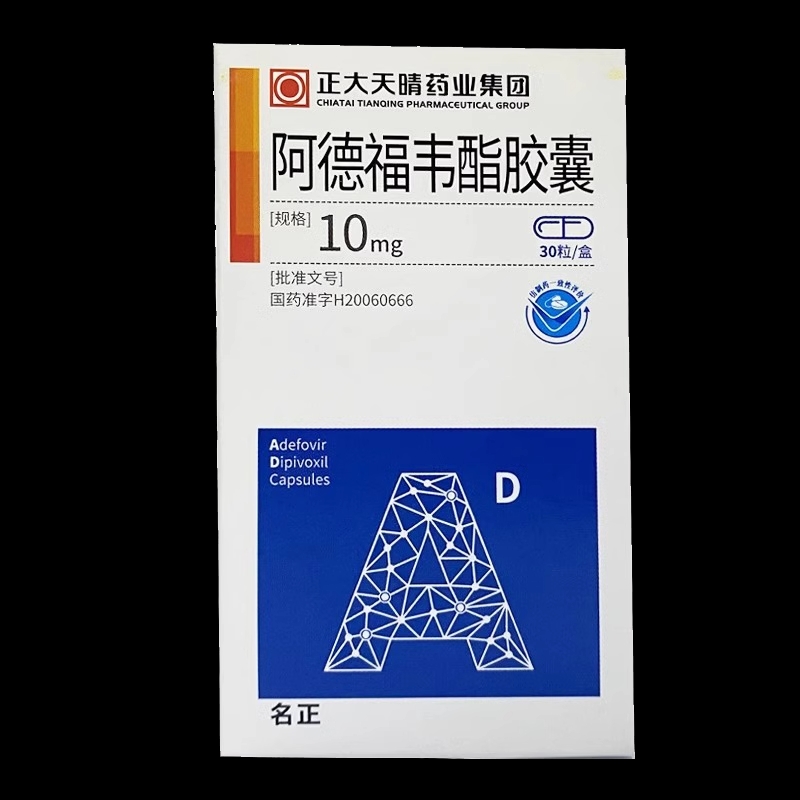 正大天晴药业集团
CHIATAI TIANQING PHARMACEUTICAL GROUP
阿德福韦酯胶囊
[规格] 10mg
30粒/盒
[批准文号]
国药准字H20060666
仿制药一致性评价
Adefovir
Dipivoxil
Capsules
D
名正